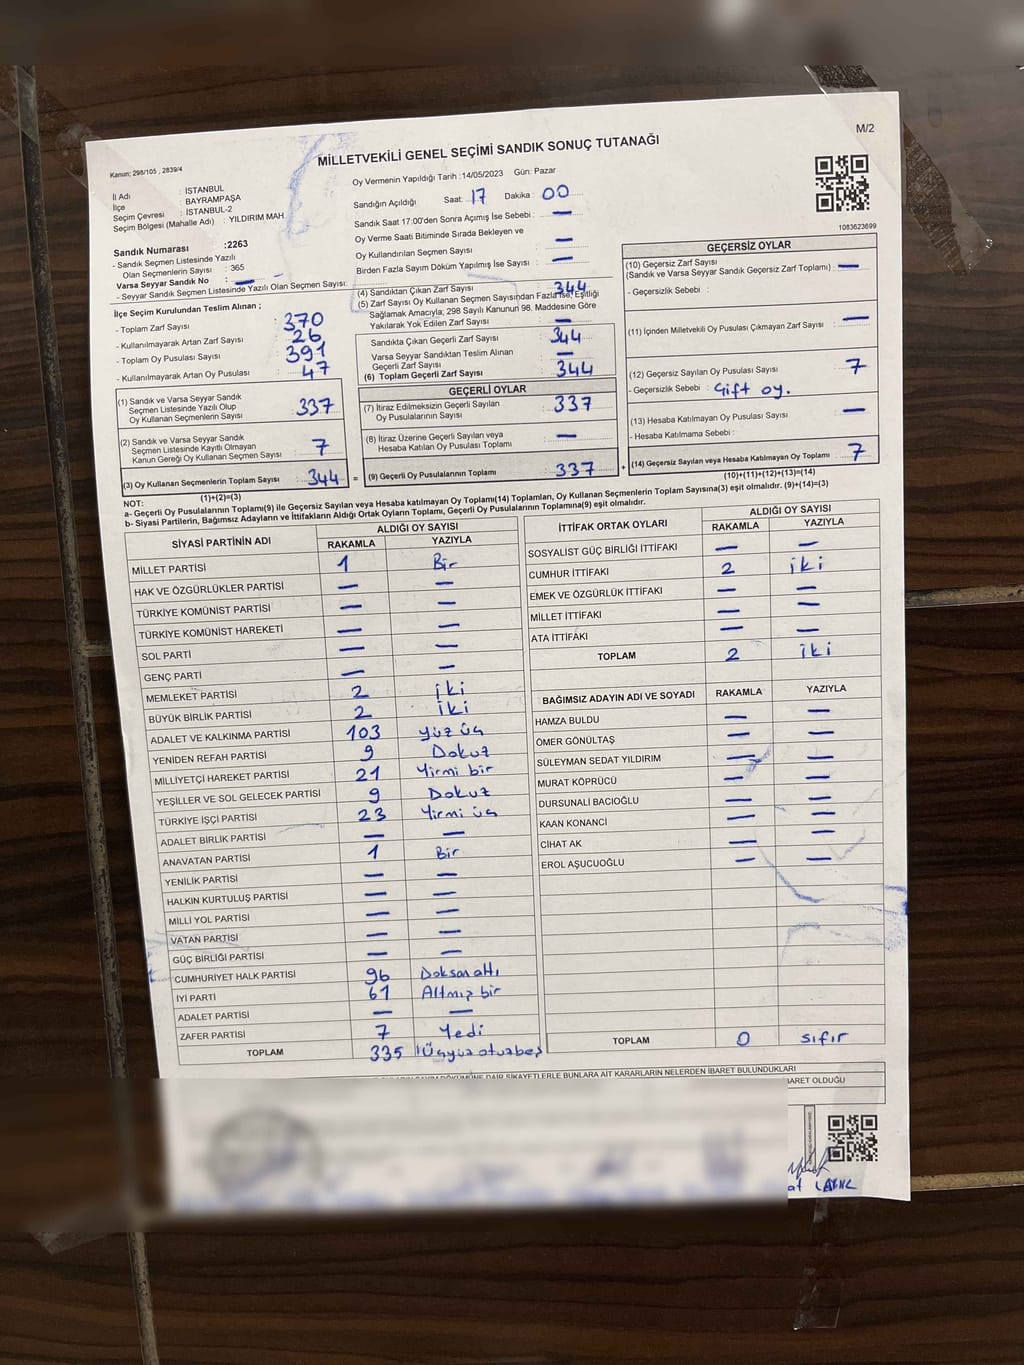 M/2
MİLLETVEKİLİ GENEL SEÇİMİ SANDIK SONUÇ TUTANAĞI
Kanun; 298/105 , 2839/4
Oy Vermenin Yapıldığı Tarih :14/05/2023 Gün: Pazar
İl Adı : İSTANBUL
İlçe : BAYRAMPAŞA
Seçim Çevresi : İSTANBUL-2
Seçim Bölgesi (Mahalle Adı) : YILDIRIM MAH.
Sandığın Açıldığı Saat: 17 Dakika : 00
Sandık Saat 17:00'den Sonra Açımış İse Sebebi : —
Oy Verme Saati Bitiminde Sırada Bekleyen ve
Oy Kullandırılan Seçmen Sayısı : —
Birden Fazla Sayım Döküm Yapılmış İse Sayısı : —
1083623699
Sandık Numarası :2263
- Sandık Seçmen Listesinde Yazılı
Olan Seçmenlerin Sayısı : 365
Varsa Seyyar Sandık No : —
- Seyyar Sandık Seçmen Listesinde Yazılı Olan Seçmen Sayısı:
İlçe Seçim Kurulundan Teslim Alınan ;
- Toplam Zarf Sayısı : 370
- Kullanılmayarak Artan Zarf Sayısı : 26
- Toplam Oy Pusulası Sayısı : 391
- Kullanılmayarak Artan Oy Pusulası : 47
(1) Sandık ve Varsa Seyyar Sandık
Seçmen Listesinde Yazılı Olup
Oy Kullanan Seçmenlerin Sayısı : 337
(2) Sandık ve Varsa Seyyar Sandık
Seçmen Listesinde Kayıtlı Olmayan
Kanun Gereği Oy Kullanan Seçmen Sayısı : 7
(3) Oy Kullanan Seçmenlerin Toplam Sayısı : 344
(1)+(2)=(3)
(4) Sandıktan Çıkan Zarf Sayısı : 344
(5) Zarf Sayısı Oy Kullanan Seçmen Sayısından Fazla İse, Eşitliği
Sağlamak Amacıyla; 298 Sayılı Kanunun 98. Maddesine Göre
Yakılarak Yok Edilen Zarf Sayısı : —
Sandıkta Çıkan Geçerli Zarf Sayısı : 344
Varsa Seyyar Sandıktan Teslim Alınan
Geçerli Zarf Sayısı : —
(6) Toplam Geçerli Zarf Sayısı : 344
GEÇERLİ OYLAR
(7) İtiraz Edilmeksizin Geçerli Sayılan
Oy Pusulalarının Sayısı : 337
(8) İtiraz Üzerine Geçerli Sayılan veya
Hesaba Katılan Oy Pusulası Toplamı : —
= (9) Geçerli Oy Pusulalarının Toplamı : 337 +
GEÇERSİZ OYLAR
(10) Geçersiz Zarf Sayısı
(Sandık ve Varsa Seyyar Sandık Geçersiz Zarf Toplamı) : —
- Geçersizlik Sebebi :
(11) İçinden Milletvekili Oy Pusulası Çıkmayan Zarf Sayısı : —
(12) Geçersiz Sayılan Oy Pusulası Sayısı : 7
- Geçersizlik Sebebi : Çift oy.
(13) Hesaba Katılmayan Oy Pusulası Sayısı : —
- Hesaba Katılmama Sebebi :
(14) Geçersiz Sayılan veya Hesaba Katılmayan Oy Toplamı : 7
(10)+(11)+(12)+(13)=(14)
NOT:
a- Geçerli Oy Pusulalarının Toplamı(9) ile Geçersiz Sayılan veya Hesaba katılmayan Oy Toplamı(14) Toplamları, Oy Kullanan Seçmenlerin Toplam Sayısına(3) eşit olmalıdır. (9)+(14)=(3)
b- Siyasi Partilerin, Bağımsız Adayların ve İttifakların Aldığı Ortak Oyların Toplamı, Geçerli Oy Pusulalarının Toplamına(9) eşit olmalıdır.
SİYASİ PARTİNİN ADI ALDIĞI OY SAYISI
RAKAMLA YAZIYLA
MİLLET PARTİSİ 1 Bir
HAK VE ÖZGÜRLÜKLER PARTİSİ — —
TÜRKİYE KOMÜNİST PARTİSİ — —
TÜRKİYE KOMÜNİST HAREKETİ — —
SOL PARTİ — —
GENÇ PARTİ — —
MEMLEKET PARTİSİ 2 iki
BÜYÜK BİRLİK PARTİSİ 2 iki
ADALET VE KALKINMA PARTİSİ 103 yüz üç
YENİDEN REFAH PARTİSİ 9 Dokuz
MİLLİYETÇİ HAREKET PARTİSİ 21 Yirmi bir
YEŞİLLER VE SOL GELECEK PARTİSİ 9 Dokuz
TÜRKİYE İŞÇİ PARTİSİ 23 Yirmi üç
ADALET BİRLİK PARTİSİ — —
ANAVATAN PARTİSİ 1 Bir
YENİLİK PARTİSİ — —
HALKIN KURTULUŞ PARTİSİ — —
MİLLİ YOL PARTİSİ — —
VATAN PARTİSİ — —
GÜÇ BİRLİĞİ PARTİSİ — —
CUMHURİYET HALK PARTİSİ 96 Doksan altı
İYİ PARTİ 61 Altmış bir
ADALET PARTİSİ — —
ZAFER PARTİSİ 7 Yedi
TOPLAM 335 Üçyüz otuzbeş
İTTİFAK ORTAK OYLARI ALDIĞI OY SAYISI
RAKAMLA YAZIYLA
SOSYALİST GÜÇ BİRLİĞİ İTTİFAKI — —
CUMHUR İTTİFAKI 2 iki
EMEK VE ÖZGÜRLÜK İTTİFAKI — —
MİLLET İTTİFAKI — —
ATA İTTİFAKI — —
TOPLAM 2 iki
BAĞIMSIZ ADAYIN ADI VE SOYADI RAKAMLA YAZIYLA
HAMZA BULDU — —
ÖMER GÖNÜLTAŞ — —
SÜLEYMAN SEDAT YILDIRIM — —
MURAT KÖPRÜCÜ — —
DURSUNALİ BACIOĞLU — —
KAAN KONANCİ — —
CİHAT AK — —
EROL AŞUCUOĞLU — —
TOPLAM 0 sıfır
DÖKÜMÜNE DAİR ŞİKAYETLERLE BUNLARA AİT KARARLARIN NELERDEN İBARET BULUNDUKLARI
BARET OLDUĞU